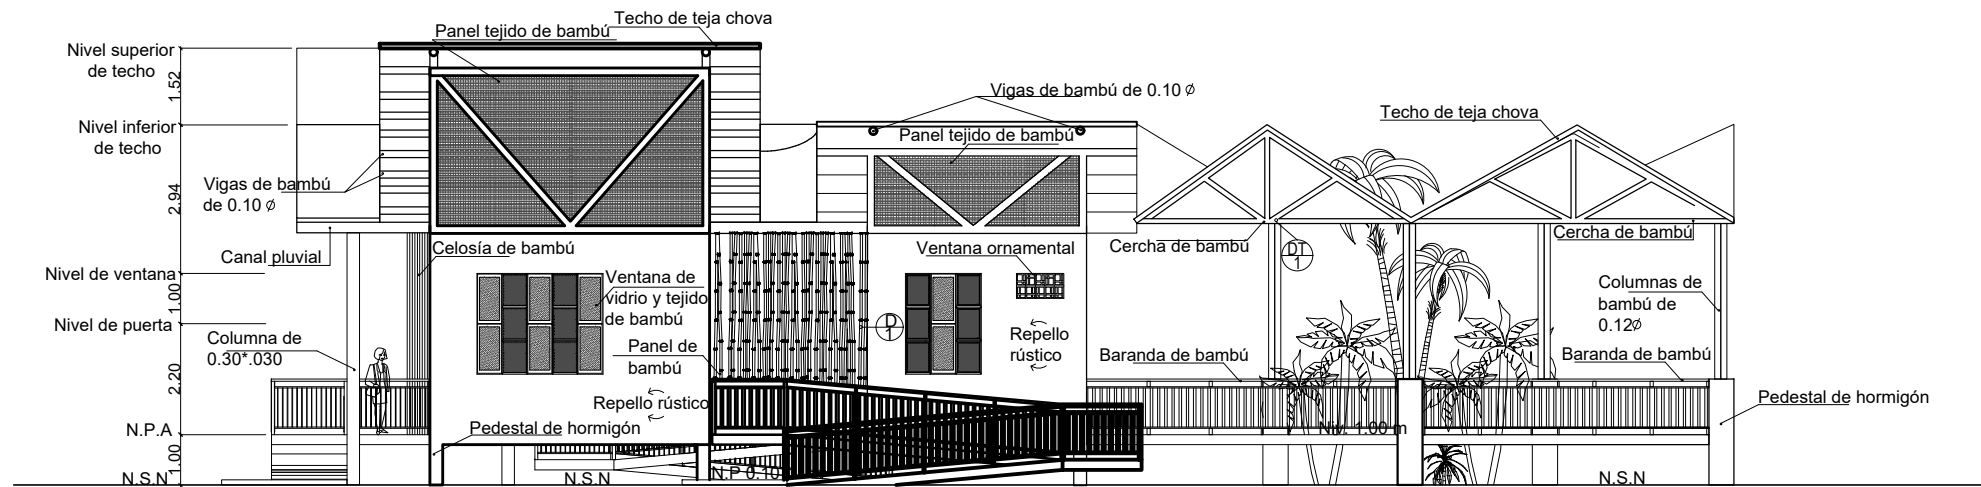 Techo de teja chova
Panel tejido de bambú
Nivel superior
de techo
1.52
Vigas de bambú de 0.10 Ø
Techo de teja chova
Nivel inferior
de techo
Panel tejido de bambú
Vigas de bambú
de 0.10 Ø
2.94
Cercha de bambú
Cercha de bambú
Celosía de bambú
Ventana ornamental
Canal pluvial
DT
1
Nivel de ventana
Ventana de
vidrio y tejido
de bambú
Columnas de
bambú de
0.12Ø
1.00
Nivel de puerta
D
1
Repello
rústico
Columna de
0.30*.030
Panel de
bambú
Baranda de bambú
Baranda de bambú
2.20
Repello rústico
Pedestal de hormigón
N.P.A
Pedestal de hormigón
Niv. 1.00 m
1.00
N.S.N
N.S.N
N.P 0.10
N.S.N